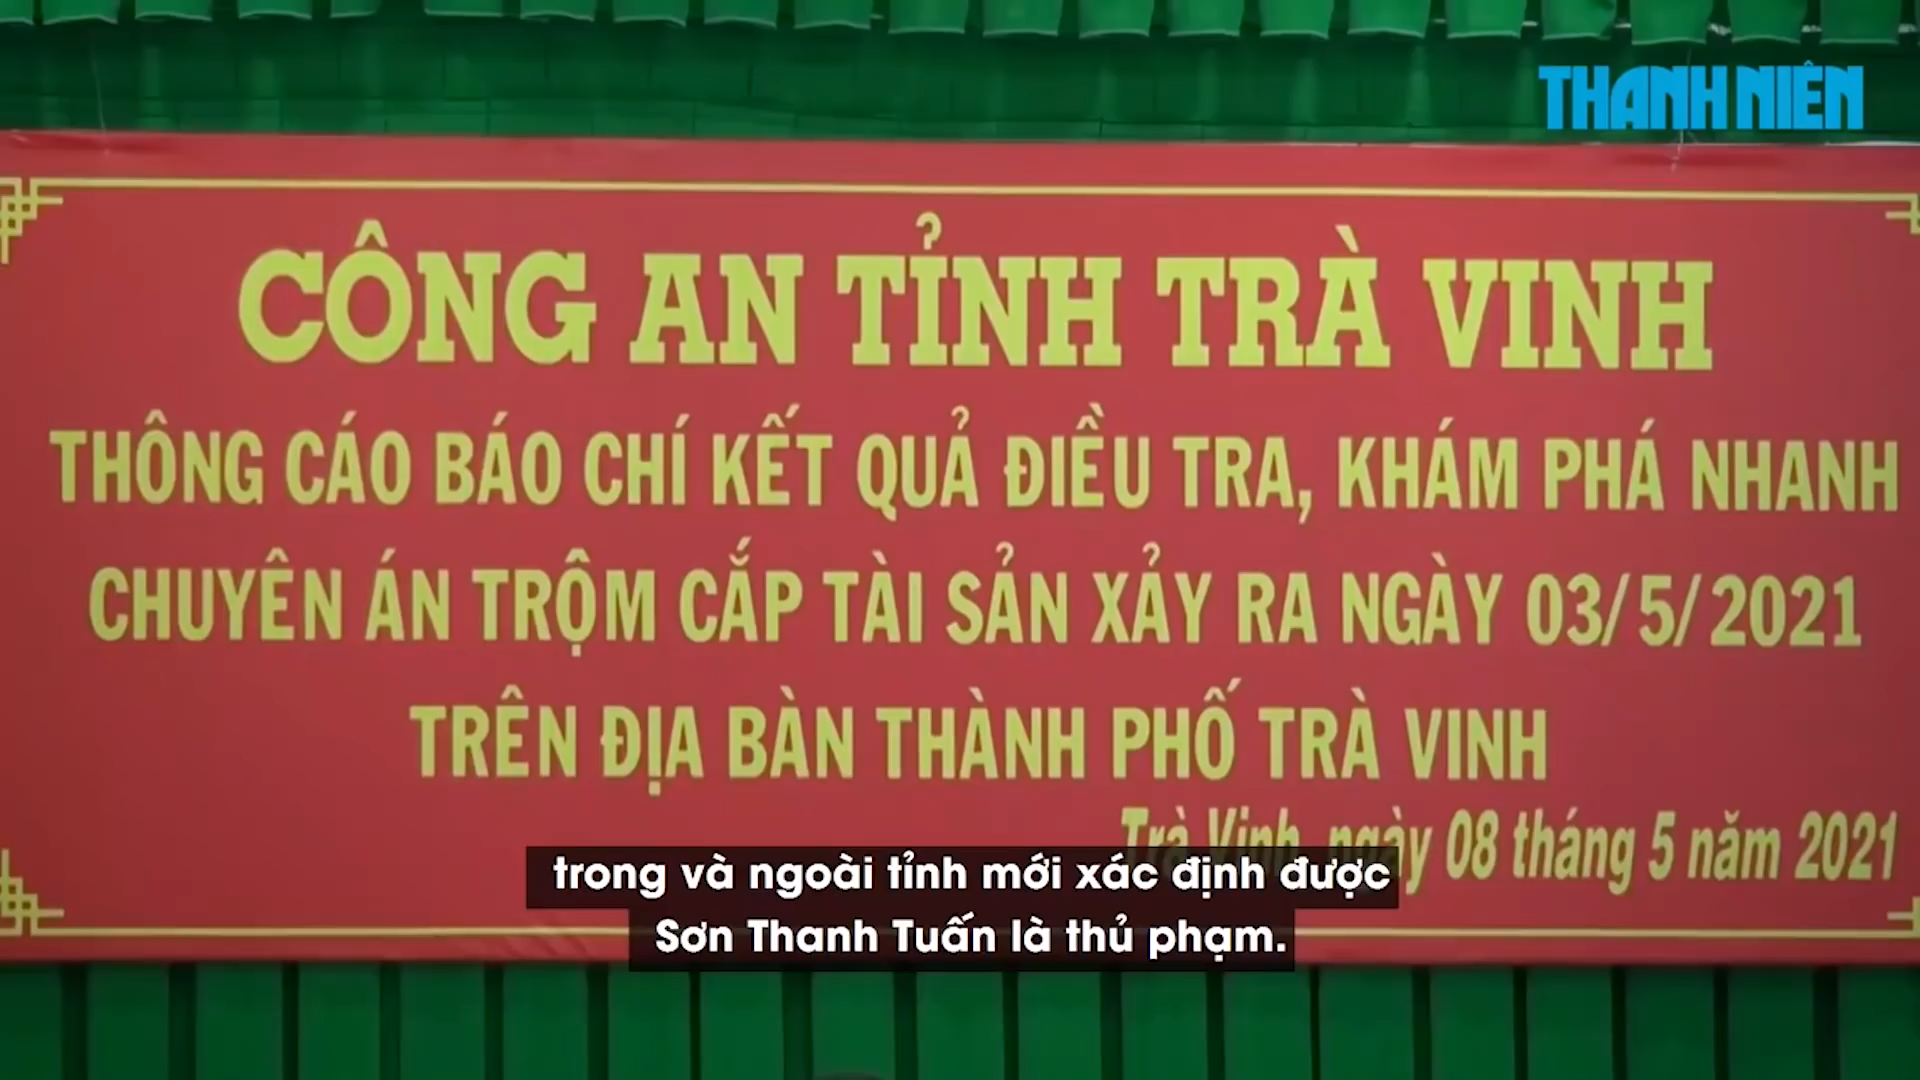 THANH NIÊN
CÔNG AN TỈNH TRÀ VINH
THÔNG CÁO BÁO CHÍ KẾT QUẢ ĐIỀU TRA, KHÁM PHÁ NHANH
CHUYÊN ÁN TRỘM CẮP TÀI SẢN XẢY RA NGÀY 03/5/2021
TRÊN ĐỊA BÀN THÀNH PHỐ TRÀ VINH
Trà Vinh, ngày 08 tháng 5 năm 2021
trong và ngoài tỉnh mới xác định được
Sơn Thanh Tuấn là thủ phạm.